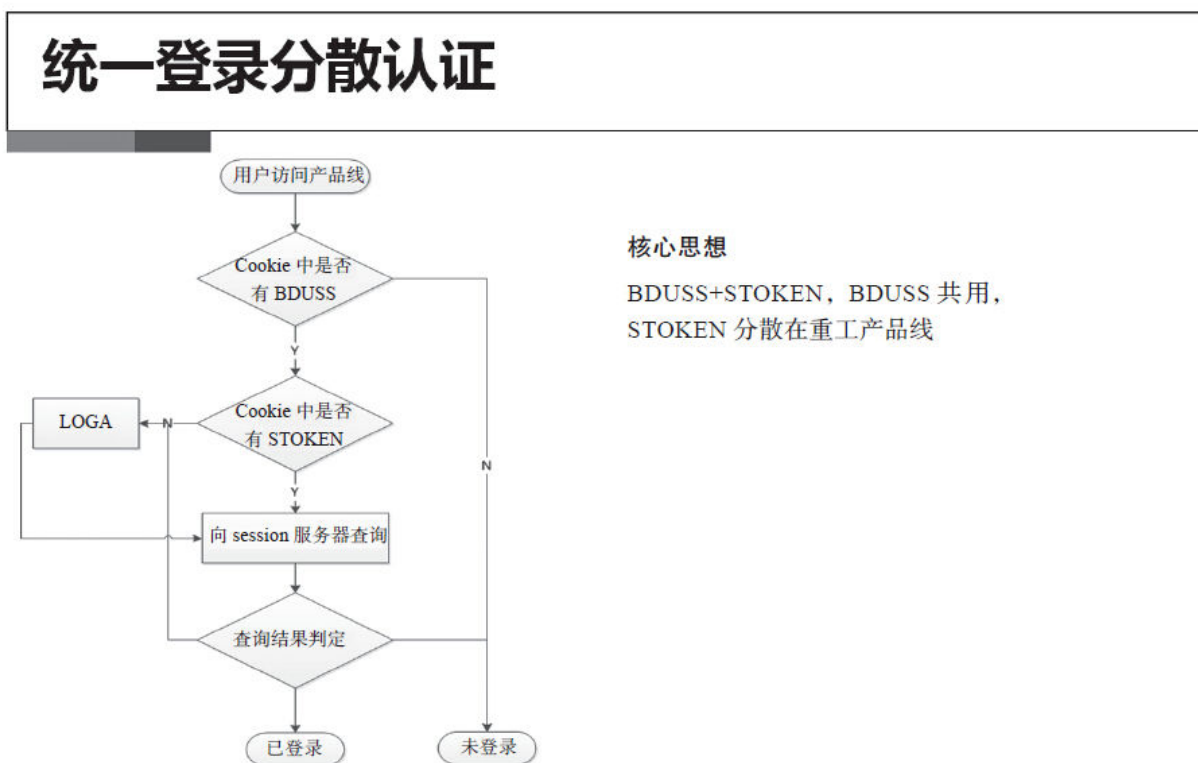 统一登录分散认证
用户访问产品线
Cookie 中是否
有 BDUSS
Y
Cookie 中是否
有 STOKEN
N
LOGA
N
Y
向 session 服务器查询
查询结果判定
已登录
未登录
核心思想
BDUSS+STOKEN，BDUSS 共用，
STOKEN 分散在重工产品线